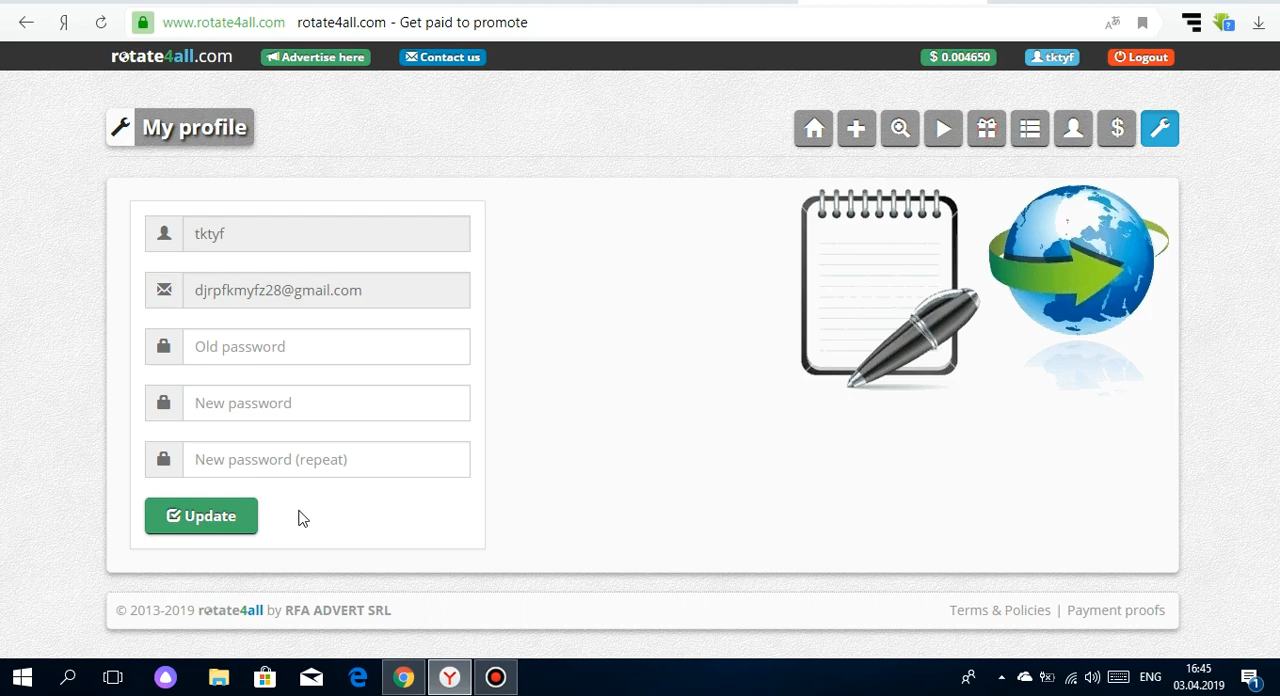 www.rotate4all.com rotate4all.com - Get paid to promote
rotate4all.com Advertise here Contact us $ 0.004650 tktyf Logout
My profile
tktyf
djrpfkmyfz28@gmail.com
Old password
New password
New password (repeat)
Update
© 2013-2019 rotate4all by RFA ADVERT SRL Terms & Policies | Payment proofs
ENG 16:45
03.04.2019